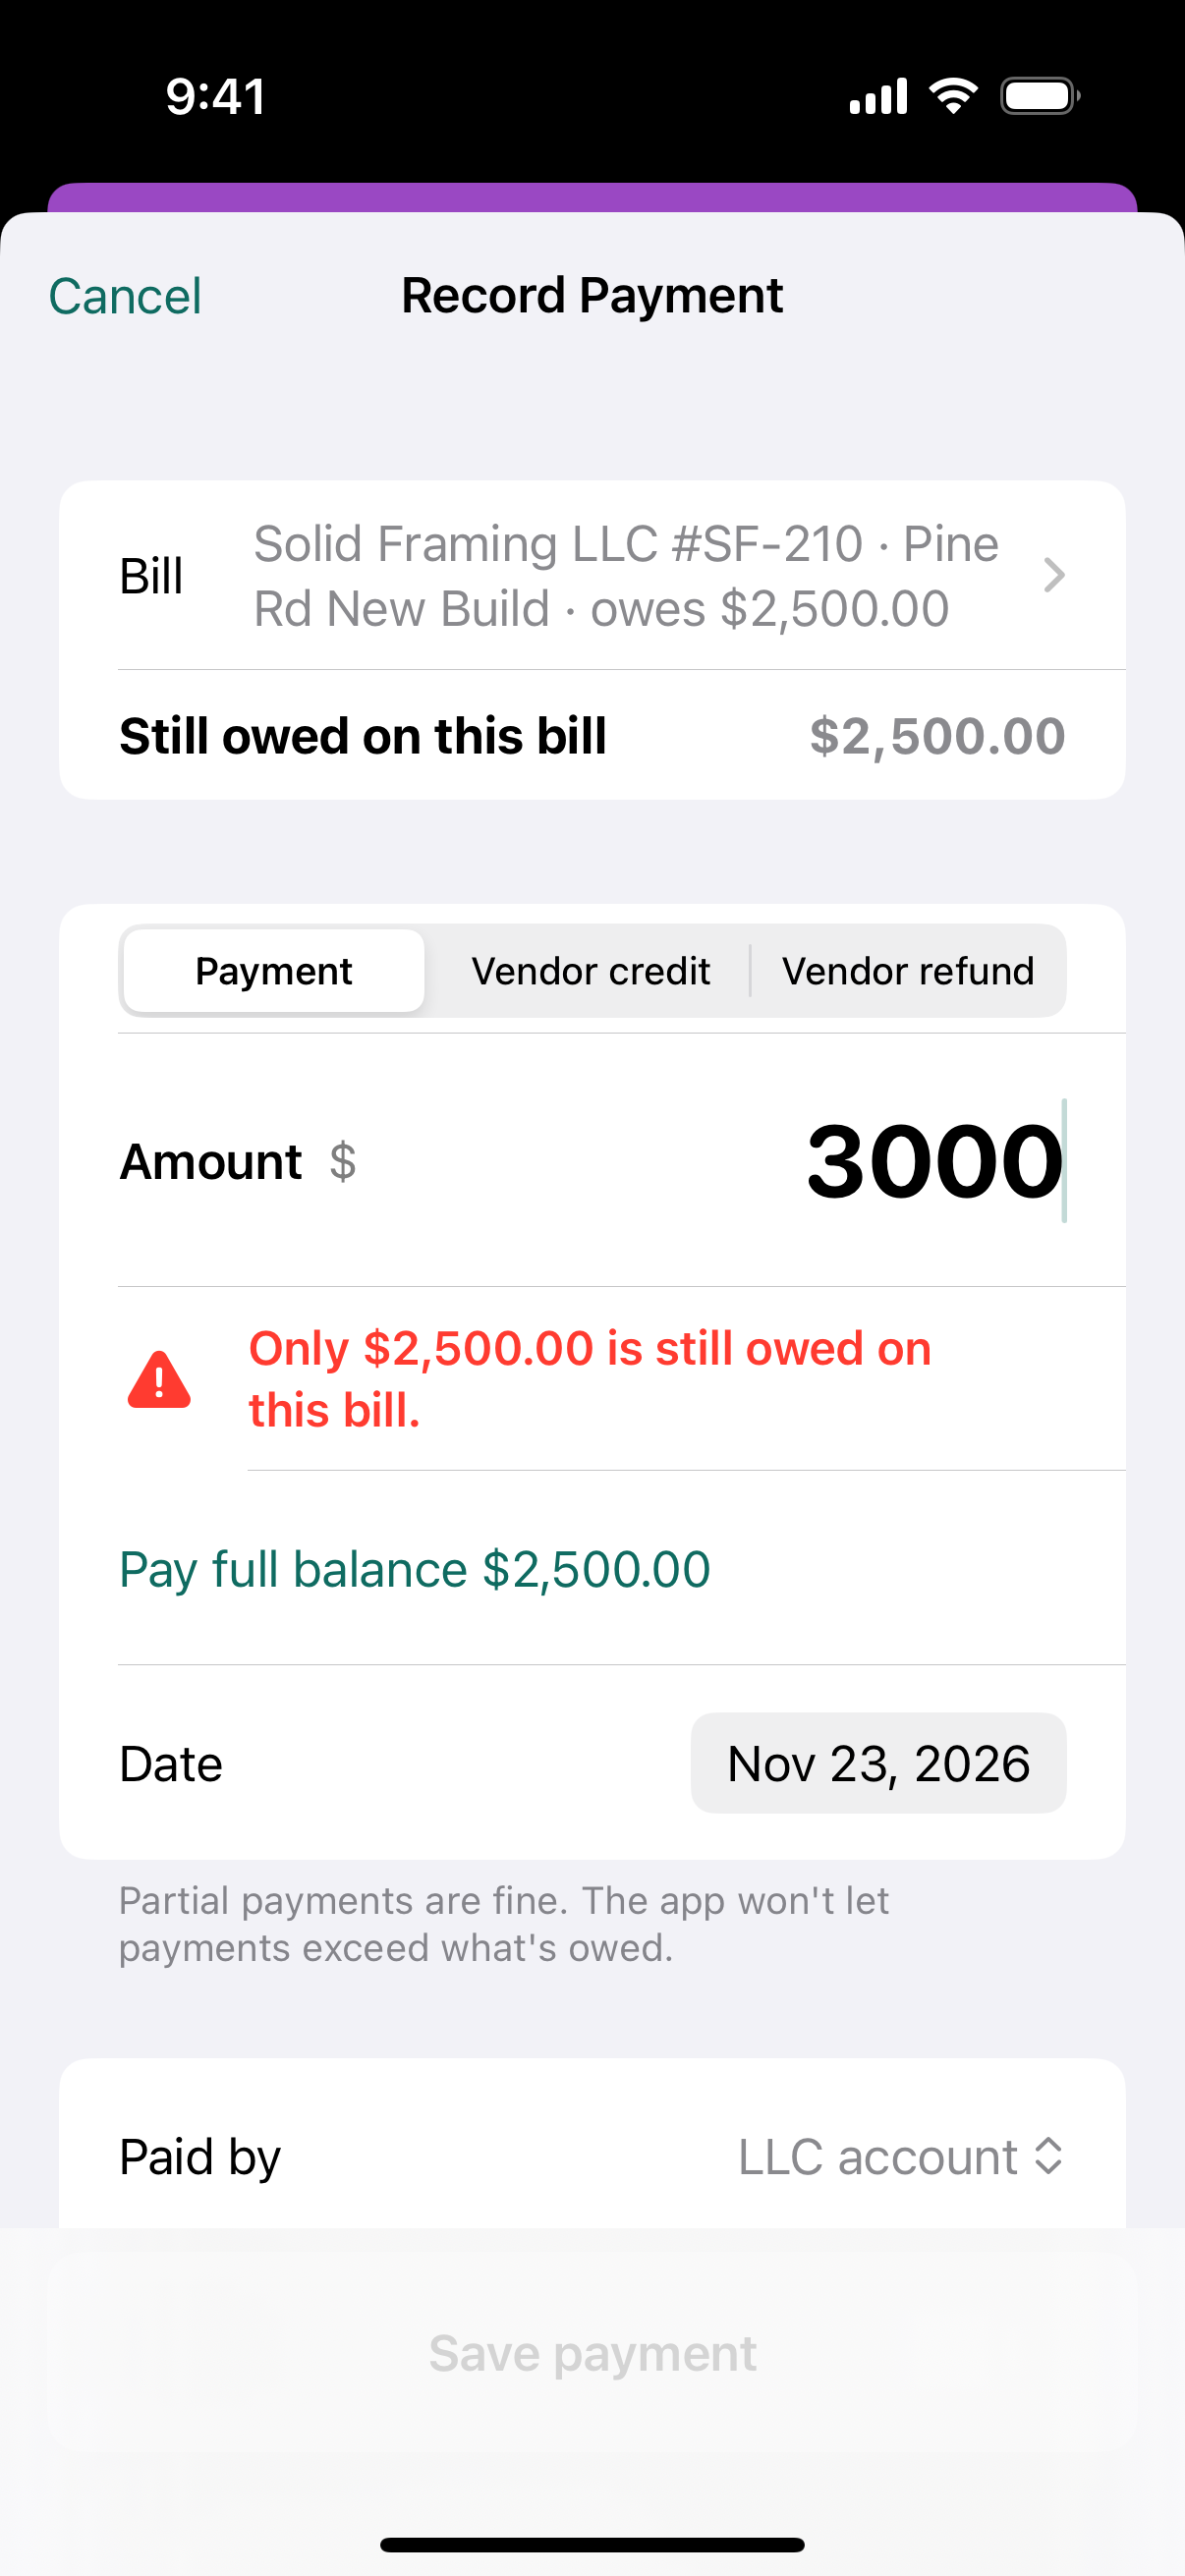 9:41
Cancel
Record Payment
Bill
Solid Framing LLC #SF-210 · Pine
Rd New Build · owes $2,500.00
Still owed on this bill
$2,500.00
Payment
Vendor credit
Vendor refund
Amount $
3000
Only $2,500.00 is still owed on
this bill.
Pay full balance $2,500.00
Date
Nov 23, 2026
Partial payments are fine. The app won't let
payments exceed what's owed.
Paid by
LLC account
Save payment